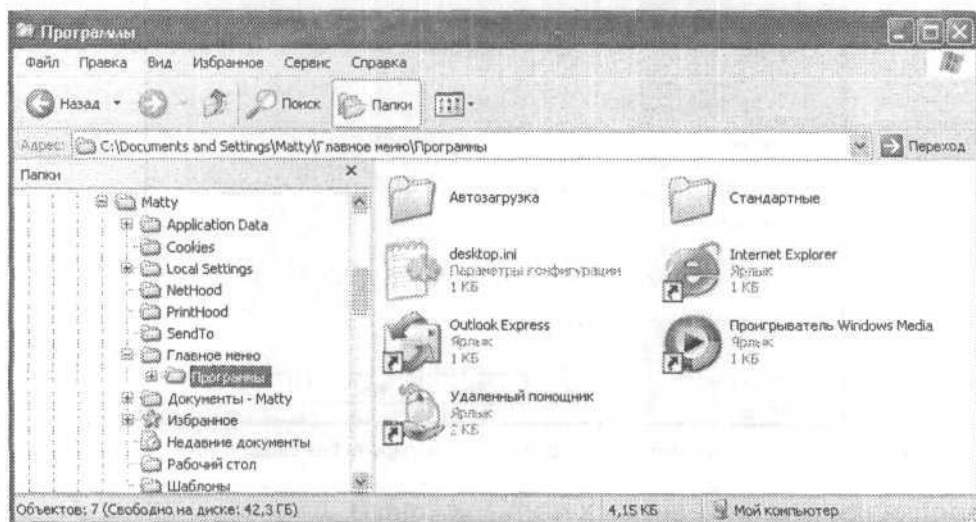 Программы
Файл Правка Вид Избранное Сервис Справка
Назад Поиск Папки
Адрес: C:\Documents and Settings\Matty\Главное меню\Программы Переход
Папки
Matty
Application Data
Cookies
Local Settings
NetHood
PrintHood
SendTo
Главное меню
Программы
Документы - Matty
Избранное
Недавние документы
Рабочий стол
Шаблоны
Автозагрузка
Стандартные
desktop.ini
Параметры конфигурации
1 КБ
Internet Explorer
Ярлык
1 КБ
Outlook Express
Ярлык
1 КБ
Проигрыватель Windows Media
Ярлык
1 КБ
Удаленный помощник
Ярлык
2 КБ
Объектов: 7 (Свободно на диске: 42,3 ГБ) 4,15 КБ Мой компьютер